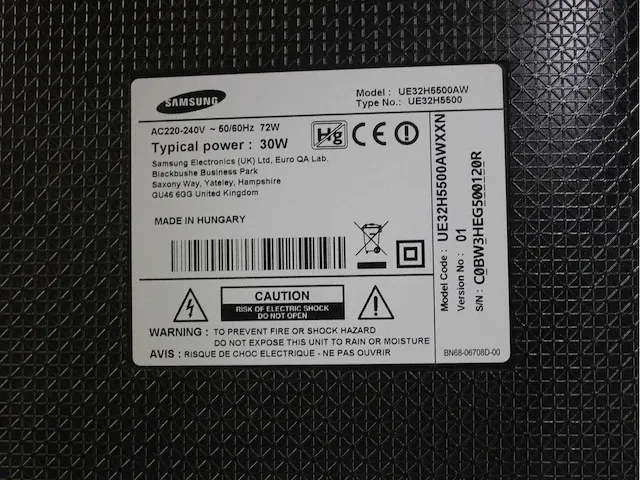 SAMSUNG
Model : UE32H5500AW
Type No.: UE32H5500
AC220-240V ~ 50/60Hz 72W
Typical power : 30W
Hg CE
Samsung Electronics (UK) Ltd, Euro QA Lab.
Blackbushe Business Park
Saxony Way, Yateley, Hampshire
GU46 6GG United Kingdom
MADE IN HUNGARY
CAUTION
RISK OF ELECTRIC SHOCK
DO NOT OPEN
WARNING : TO PREVENT FIRE OR SHOCK HAZARD
DO NOT EXPOSE THIS UNIT TO RAIN OR MOISTURE
AVIS : RISQUE DE CHOC ELECTRIQUE - NE PAS OUVRIR
Model Code : UE32H5500AWXXN
Version No : 01
S/N : C0BW3HEG500120R
BN68-06708D-00